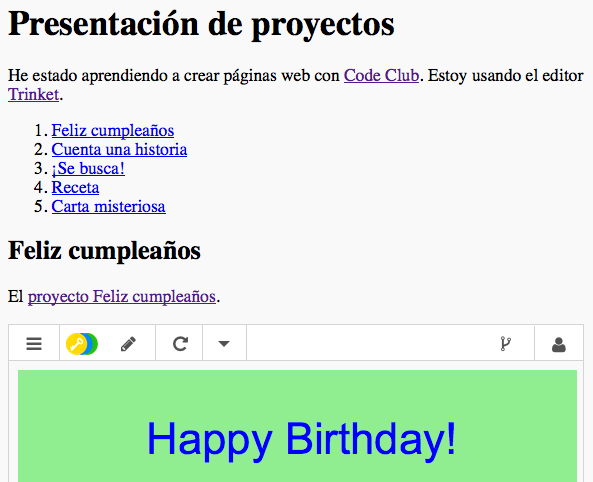 Presentación de proyectos
He estado aprendiendo a crear páginas web con Code Club. Estoy usando el editor
Trinket.
1. Feliz cumpleaños
2. Cuenta una historia
3. ¡Se busca!
4. Receta
5. Carta misteriosa
Feliz cumpleaños
El proyecto Feliz cumpleaños.
Happy Birthday!